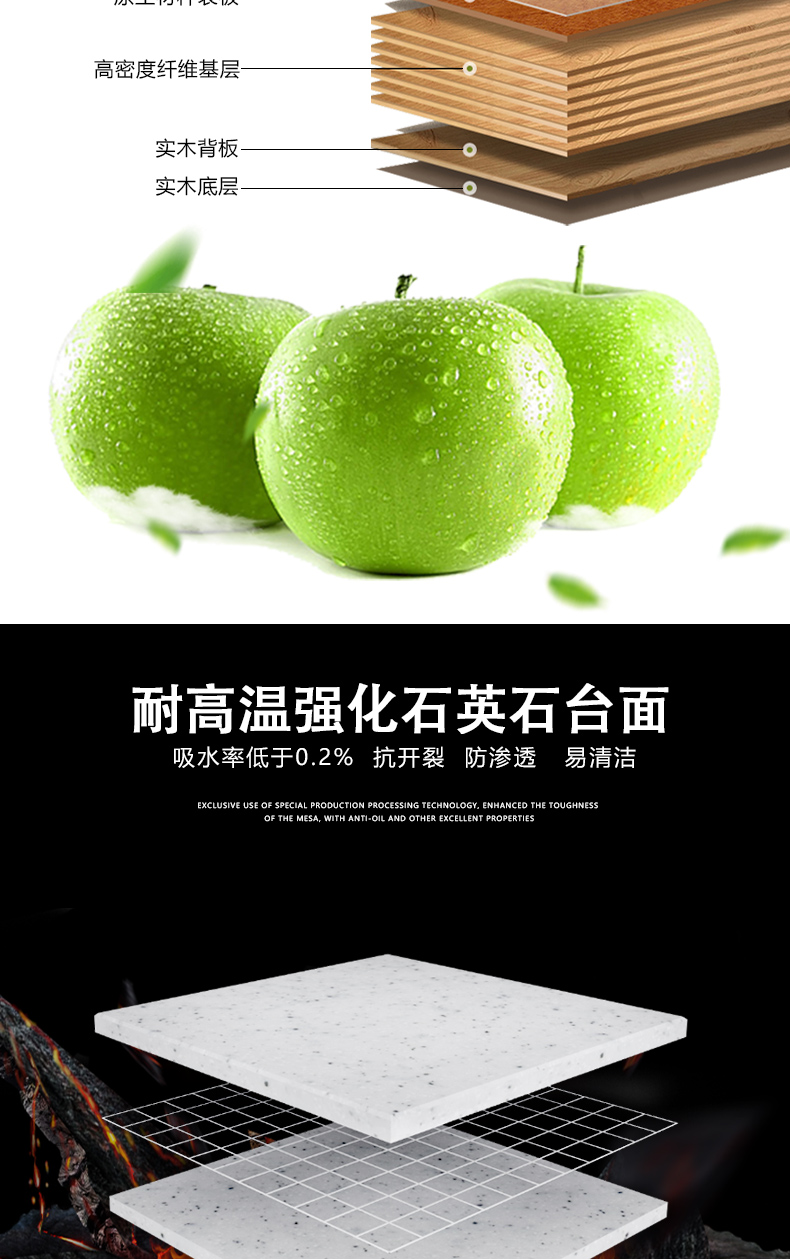 高密度纤维基层
实木背板
实木底层
耐高温强化石英石台面
吸水率低于0.2% 抗开裂 防渗透 易清洁
EXCLUSIVE USE OF SPECIAL PRODUCTION PROCESSING TECHNOLOGY, ENHANCED THE TOUGHNESS
OF THE MESA, WITH ANTI-OIL AND OTHER EXCELLENT PROPERTIES